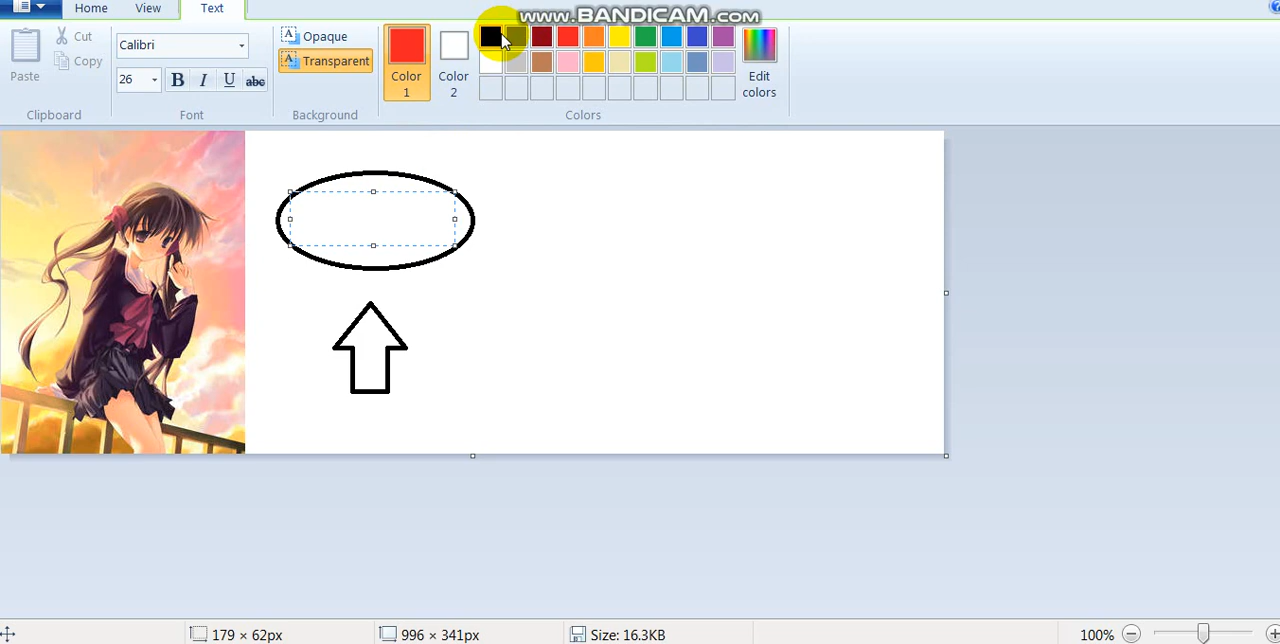 www.BANDICAM.com
Home View Text
Paste
Cut
Copy
Clipboard
Calibri
26 B I U abc
Font
Opaque
Transparent
Background
Color 1
Color 2
Edit colors
Colors
179 × 62px
996 × 341px
Size: 16.3KB
100%